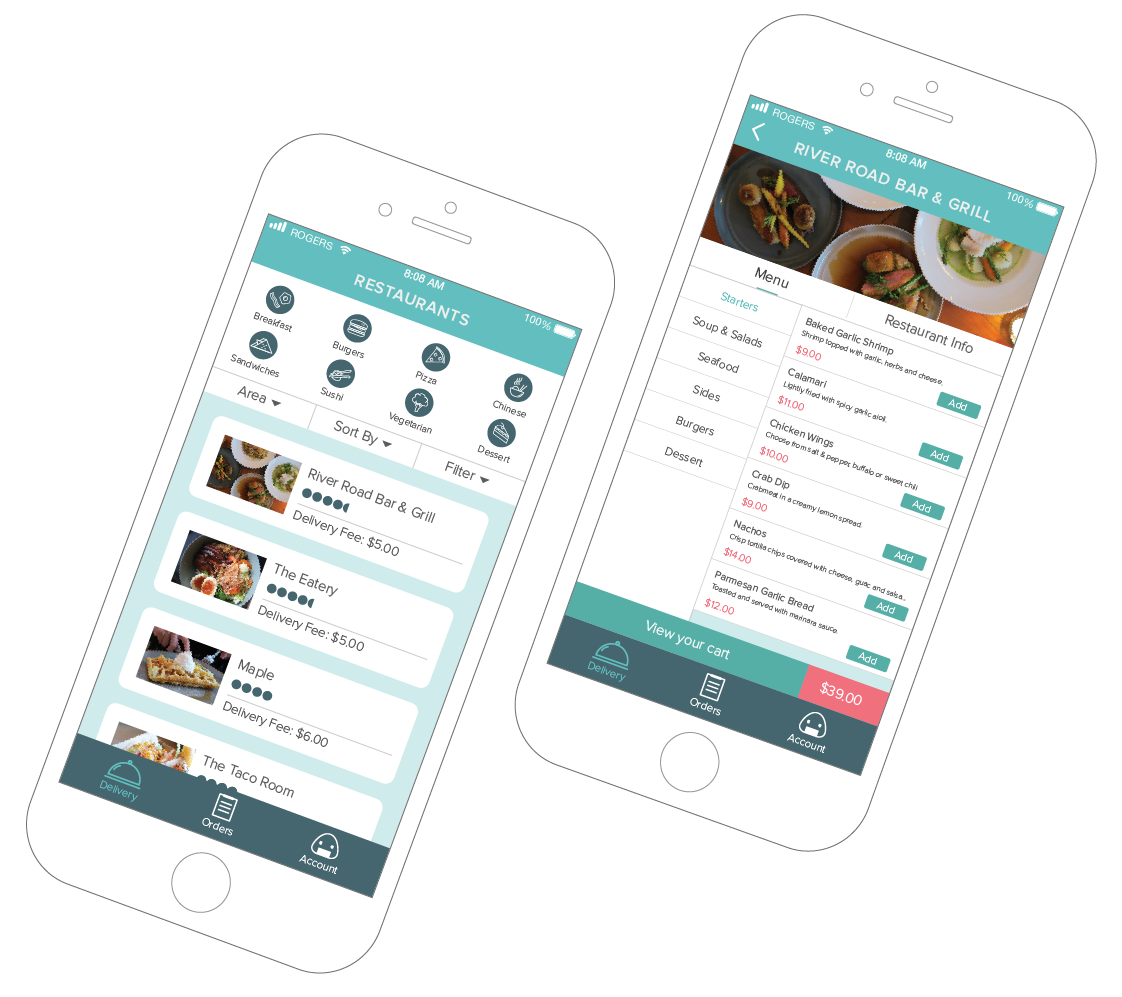 ROGERS
8:08 AM
100%
RESTAURANTS
Breakfast
Burgers
Pizza
Chinese
Sandwiches
Sushi
Vegetarian
Dessert
Area
Sort By
Filter
River Road Bar & Grill
Delivery Fee: $5.00
The Eatery
Delivery Fee: $5.00
Maple
Delivery Fee: $6.00
The Taco Room
Delivery
Orders
Account
ROGERS
8:08 AM
100%
RIVER ROAD BAR & GRILL
Menu
Restaurant Info
Starters
Soup & Salads
Seafood
Sides
Burgers
Dessert
Baked Garlic Shrimp
Shrimp topped with garlic, herbs and cheese.
$9.00
Add
Calamari
Lightly fried with spicy garlic aioli.
$11.00
Add
Chicken Wings
Choose from salt & pepper, buffalo or sweet chili
$10.00
Add
Crab Dip
Crabmeat in a creamy lemon spread.
$9.00
Add
Nachos
Crisp tortilla chips covered with cheese, guac and salsa...
$14.00
Add
Parmesan Garlic Bread
Toasted and served with marinara sauce.
$12.00
Add
View your cart
$39.00
Delivery
Orders
Account